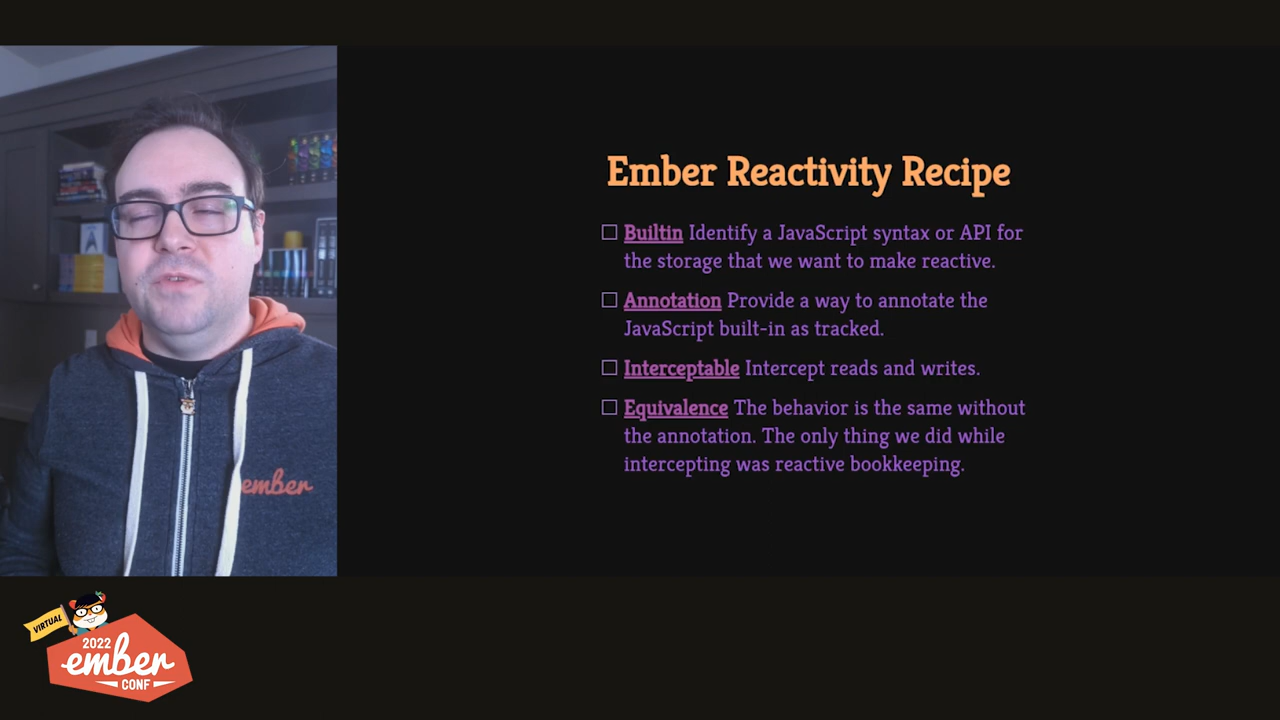 Ember Reactivity Recipe
☐ Builtin Identify a JavaScript syntax or API for
the storage that we want to make reactive.
☐ Annotation Provide a way to annotate the
JavaScript built-in as tracked.
☐ Interceptable Intercept reads and writes.
☐ Equivalence The behavior is the same without
the annotation. The only thing we did while
intercepting was reactive bookkeeping.
ember
VIRTUAL
2022
ember
CONF